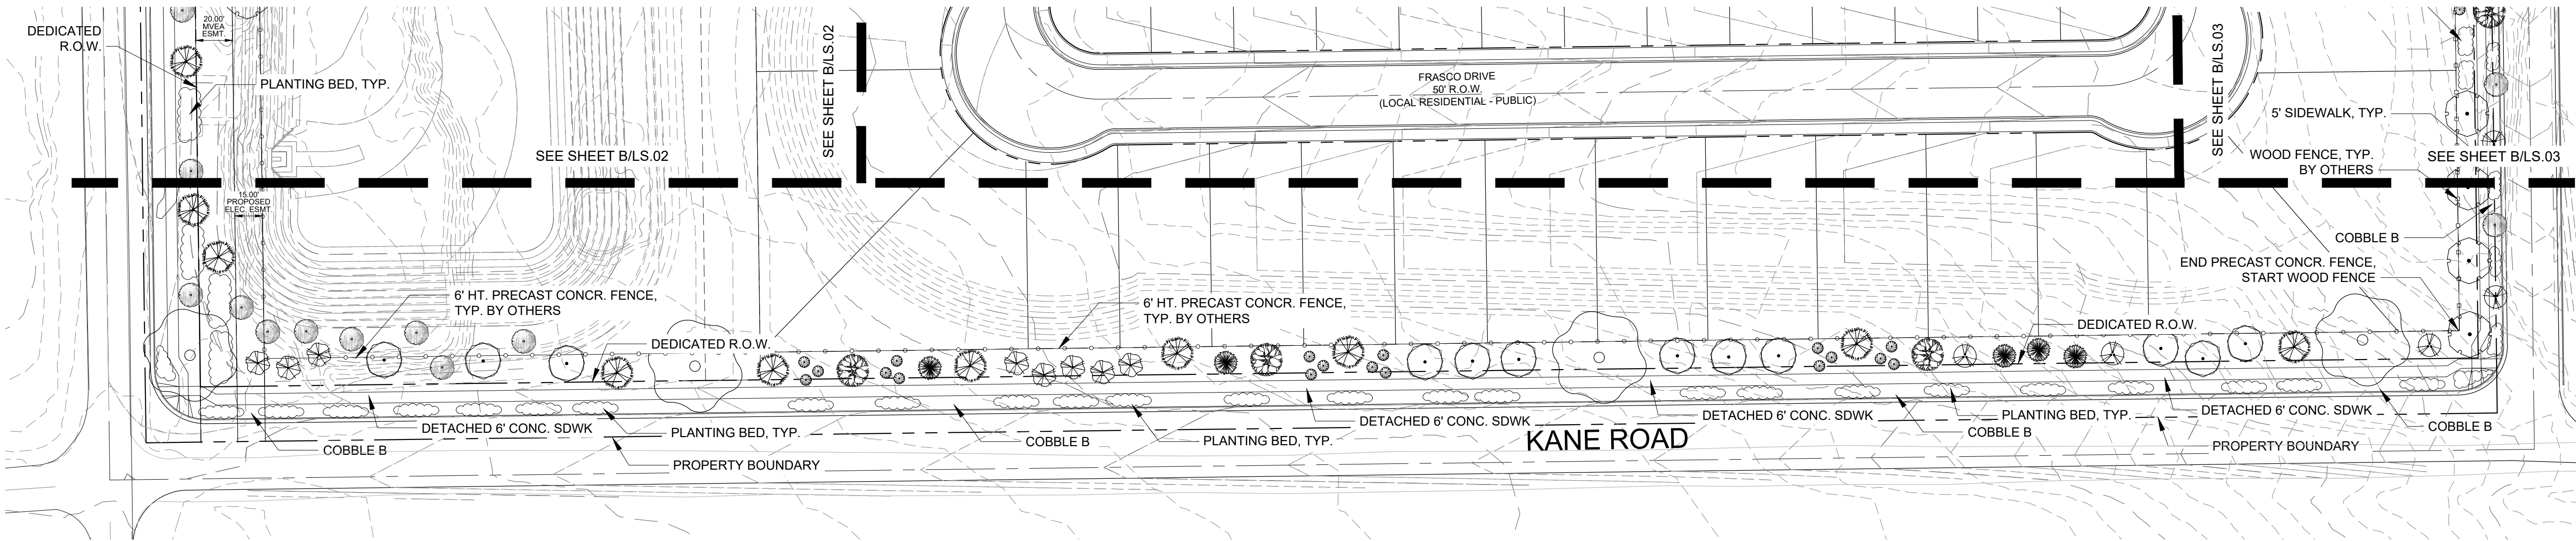 DEDICATED
R.O.W.
20.00'
MVEA
ESMT.
PLANTING BED, TYP.
SEE SHEET B/LS.02
SEE SHEET B/LS.02
15.00'
PROPOSED
ELEC. ESMT.
FRASCO DRIVE
50' R.O.W.
(LOCAL RESIDENTIAL - PUBLIC)
SEE SHEET B/LS.03
5' SIDEWALK, TYP.
WOOD FENCE, TYP.
BY OTHERS
SEE SHEET B/LS.03
COBBLE B
END PRECAST CONCR. FENCE,
START WOOD FENCE
6' HT. PRECAST CONCR. FENCE,
TYP. BY OTHERS
DEDICATED R.O.W.
6' HT. PRECAST CONCR. FENCE,
TYP. BY OTHERS
DEDICATED R.O.W.
DETACHED 6' CONC. SDWK
COBBLE B
PLANTING BED, TYP.
PROPERTY BOUNDARY
COBBLE B
PLANTING BED, TYP.
DETACHED 6' CONC. SDWK
KANE ROAD
DETACHED 6' CONC. SDWK
COBBLE B
PLANTING BED, TYP.
DETACHED 6' CONC. SDWK
COBBLE B
PROPERTY BOUNDARY